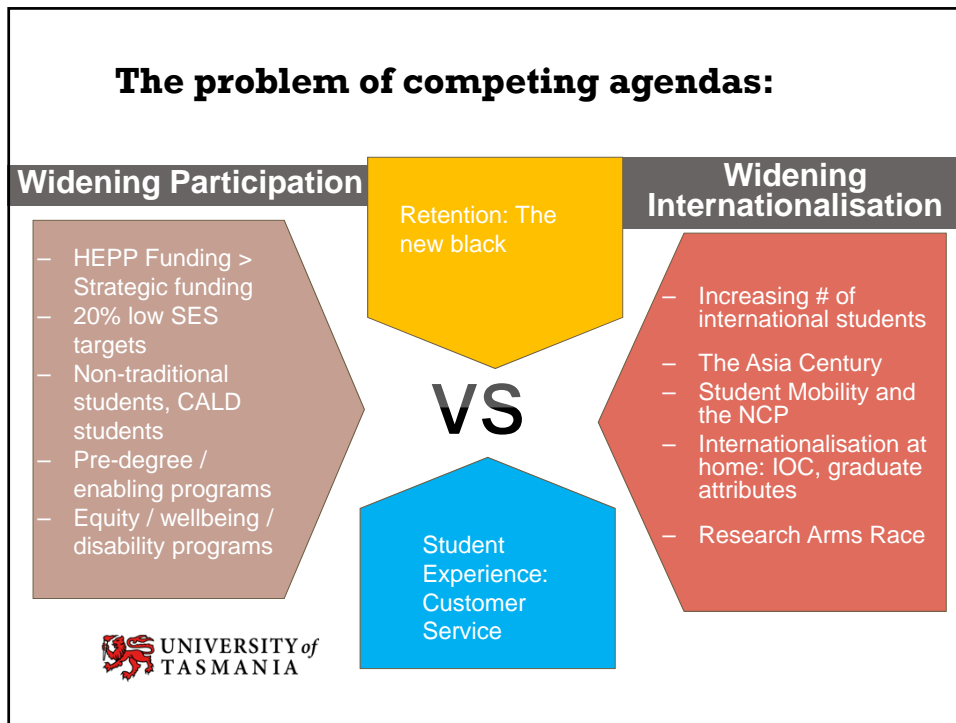 The problem of competing agendas:
Widening Participation
– HEPP Funding >
Strategic funding
– 20% low SES
targets
– Non-traditional
students, CALD
students
– Pre-degree /
enabling programs
– Equity / wellbeing /
disability programs
Retention: The
new black
vs
Student
Experience:
Customer
Service
Widening
Internationalisation
– Increasing # of
international students
– The Asia Century
– Student Mobility and
the NCP
– Internationalisation at
home: IOC, graduate
attributes
– Research Arms Race
UNIVERSITY of
TASMANIA